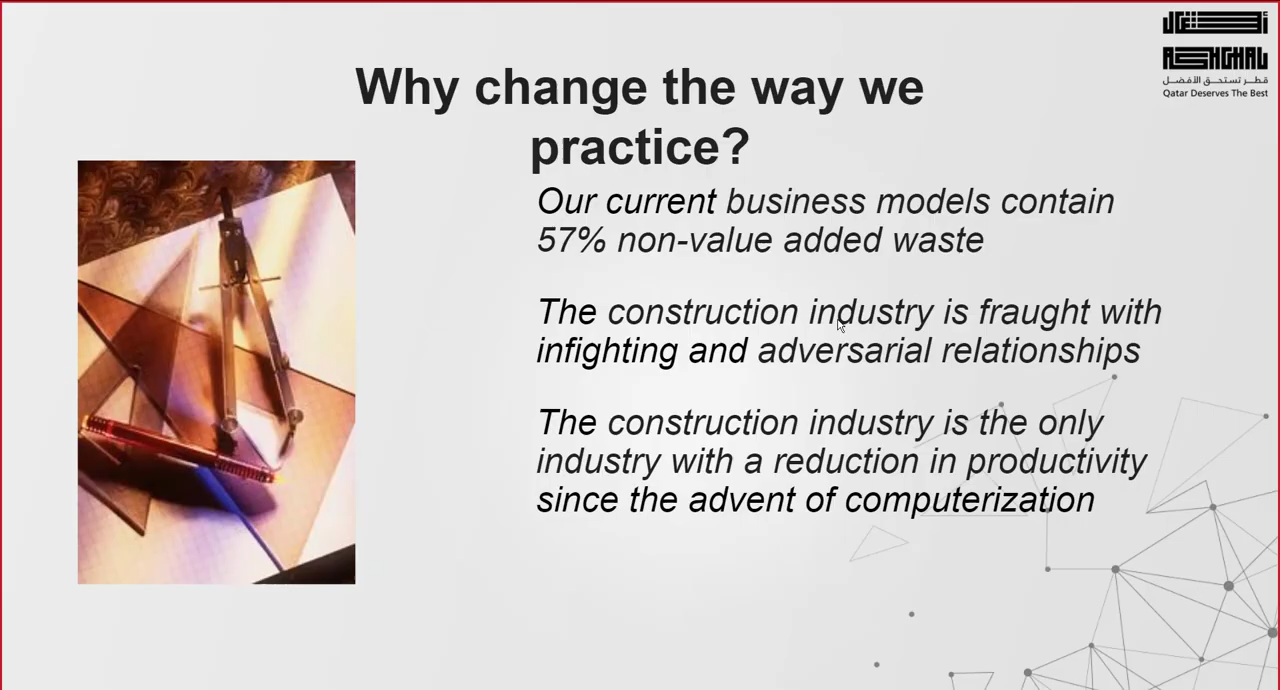 أشغال
ASHGHAL
قطر تستحق الأفضل
Qatar Deserves The Best
Why change the way we
practice?
Our current business models contain
57% non-value added waste
The construction industry is fraught with
infighting and adversarial relationships
The construction industry is the only
industry with a reduction in productivity
since the advent of computerization